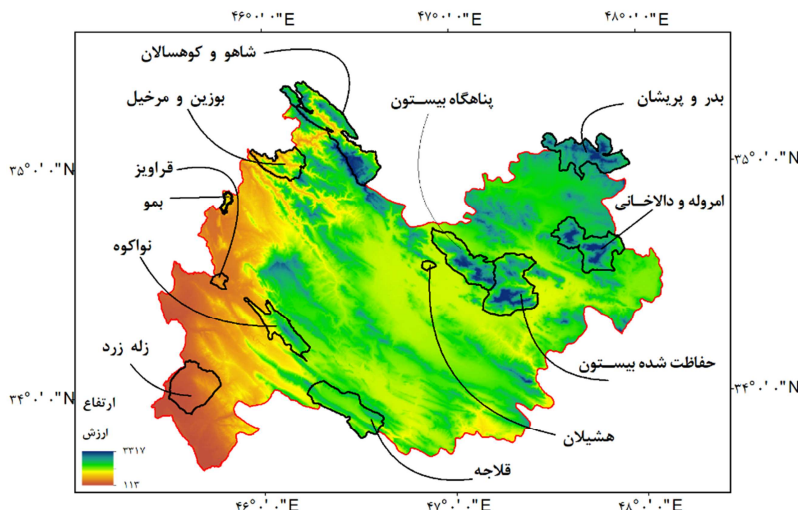 ۴۶°۰'۰"E
۴۷°۰'۰"E
۴۸°۰'۰"E
شاهو و کوهسالان
بوزین و مرخیل
پناهگاه بیستون
بدر و پریشان
قراویز
بمو
۳۵°۰'۰"N
۳۵°۰'۰"N
امروله و دالاخانی
نواکوه
زله زرد
حفاظت شده بیستون
۳۴°۰'۰"N
۳۴°۰'۰"N
ارتفاع
ارزش
۳۳۱۷
۱۱۳
هشیلان
قلاجه
۴۶°۰'۰"E
۴۷°۰'۰"E
۴۸°۰'۰"E